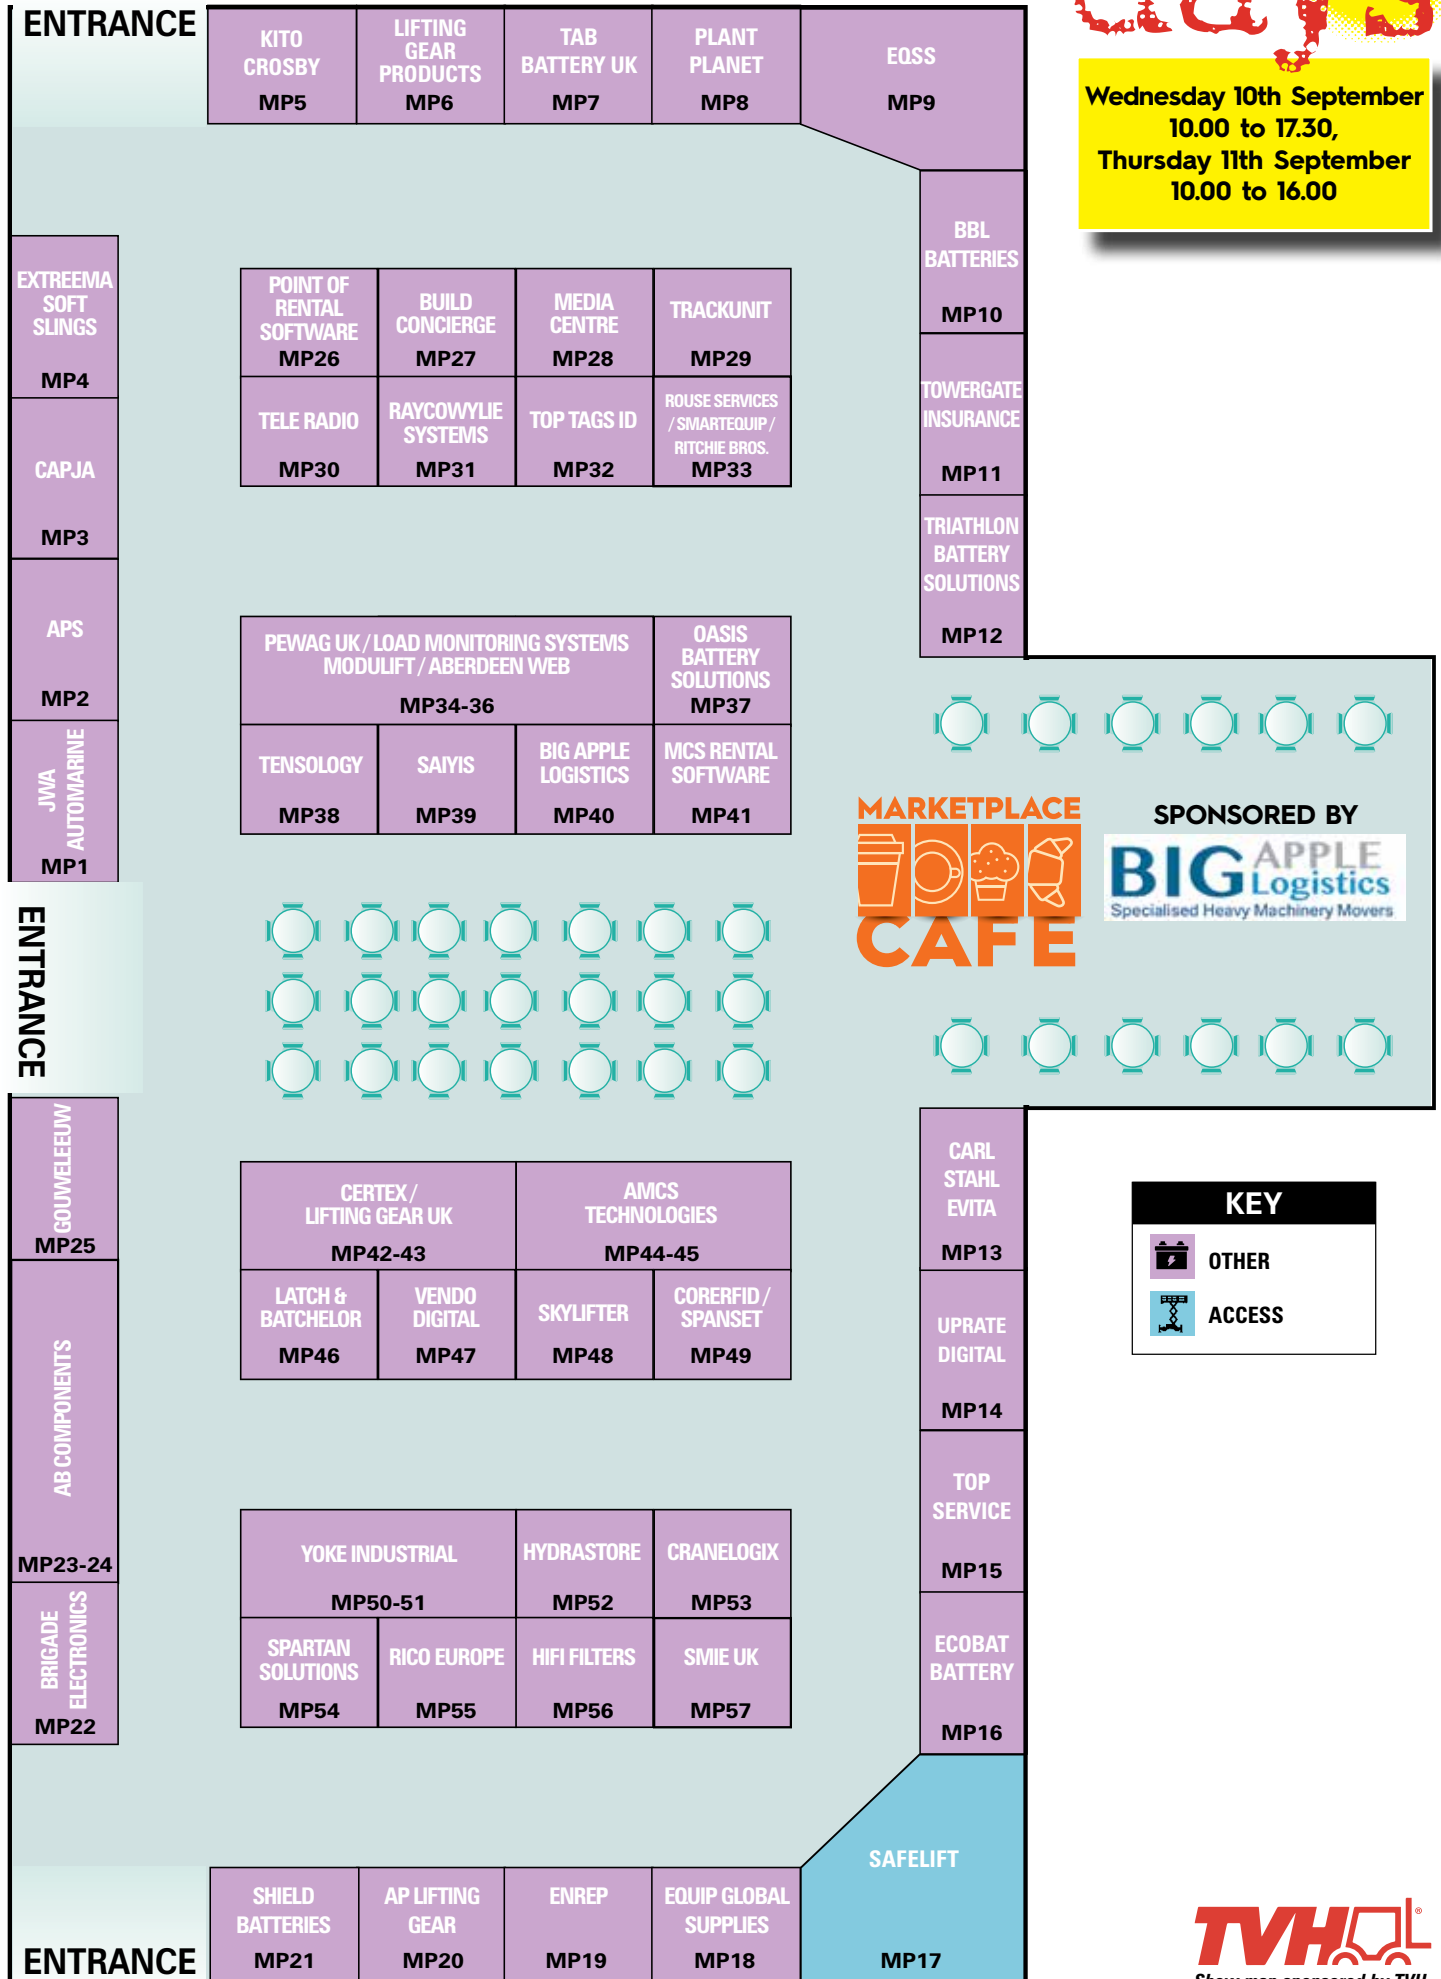 ENTRANCE
KITO
CROSBY
MP5
LIFTING
GEAR
PRODUCTS
MP6
TAB
BATTERY UK
MP7
PLANT
PLANET
MP8
EQSS
MP9
Wednesday 10th September
10.00 to 17.30,
Thursday 11th September
10.00 to 16.00
EXTREEMA
SOFT
SLINGS
MP4
CAPJA
MP3
APS
MP2
JWA
AUTOMARINE
MP1
POINT OF
RENTAL
SOFTWARE
MP26
BUILD
CONCIERGE
MP27
MEDIA
CENTRE
MP28
TRACKUNIT
MP29
TELE RADIO
MP30
RAYCOWYLIE
SYSTEMS
MP31
TOP TAGS ID
MP32
ROUSE SERVICES
/ SMARTEQUIP /
RITCHIE BROS.
MP33
BBL
BATTERIES
MP10
TOWERGATE
INSURANCE
MP11
TRIATHLON
BATTERY
SOLUTIONS
MP12
PEWAG UK / LOAD MONITORING SYSTEMS
MODULIFT / ABERDEEN WEB
MP34-36
OASIS
BATTERY
SOLUTIONS
MP37
TENSOLOGY
MP38
SAIYIS
MP39
BIG APPLE
LOGISTICS
MP40
MCS RENTAL
SOFTWARE
MP41
MARKETPLACE
CAFE
SPONSORED BY
BIG APPLE
Logistics
Specialised Heavy Machinery Movers
ENTRANCE
GOUWELEEUW
MP25
AB COMPONENTS
MP23-24
BRIGADE
ELECTRONICS
MP22
CERTEX /
LIFTING GEAR UK
MP42-43
AMCS
TECHNOLOGIES
MP44-45
LATCH &
BATCHELOR
MP46
VENDO
DIGITAL
MP47
SKYLIFTER
MP48
CORERFID /
SPANSET
MP49
CARL
STAHL
EVITA
MP13
UPRATE
DIGITAL
MP14
TOP
SERVICE
MP15
ECOBAT
BATTERY
MP16
KEY
OTHER
ACCESS
YOKE INDUSTRIAL
MP50-51
HYDRASTORE
MP52
CRANELOGIX
MP53
SPARTAN
SOLUTIONS
MP54
RICO EUROPE
MP55
HIFI FILTERS
MP56
SMIE UK
MP57
SAFELIFT
MP17
ENTRANCE
SHIELD
BATTERIES
MP21
AP LIFTING
GEAR
MP20
ENREP
MP19
EQUIP GLOBAL
SUPPLIES
MP18
TVH
®
Show map sponsored by TVH